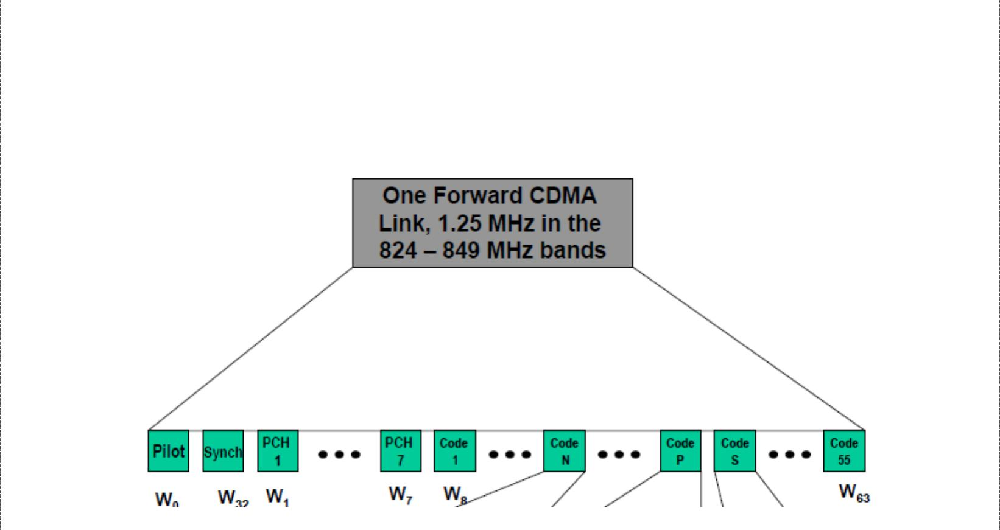 One Forward CDMA
Link, 1.25 MHz in the
824 – 849 MHz bands
Pilot
Synch
PCH
1
PCH
7
Code
1
Code
N
Code
P
Code
S
Code
55
W0
W32
W1
W7
W8
W63